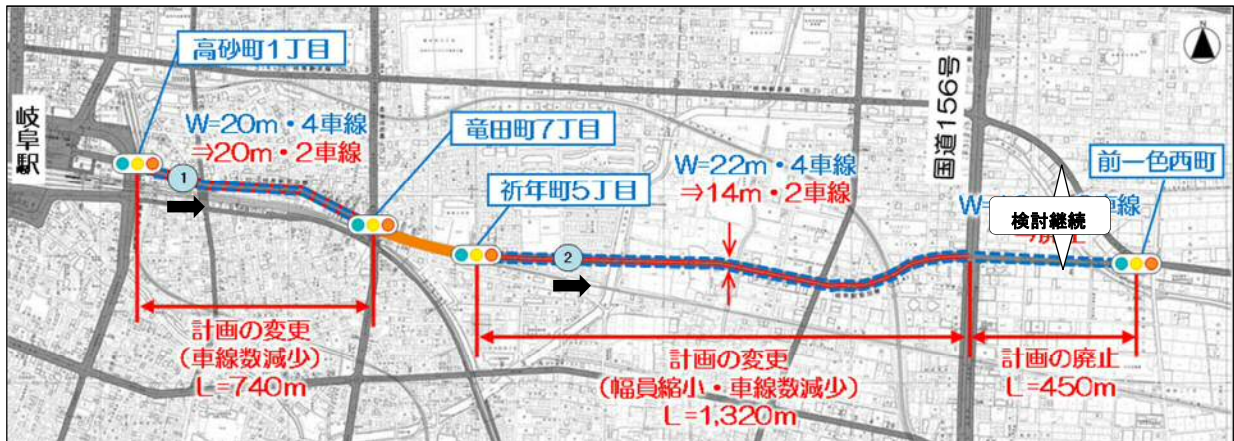 高砂町1丁目
岐阜駅
W=20m・4車線
⇒20m・2車線
竜田町7丁目
祈年町5丁目
W=22m・4車線
⇒14m・2車線
国道156号
前一色西町
検討継続
N
1
2
計画の変更
(車線数減少)
L=740m
計画の変更
(幅員縮小・車線数減少)
L=1,320m
計画の廃止
L=450m